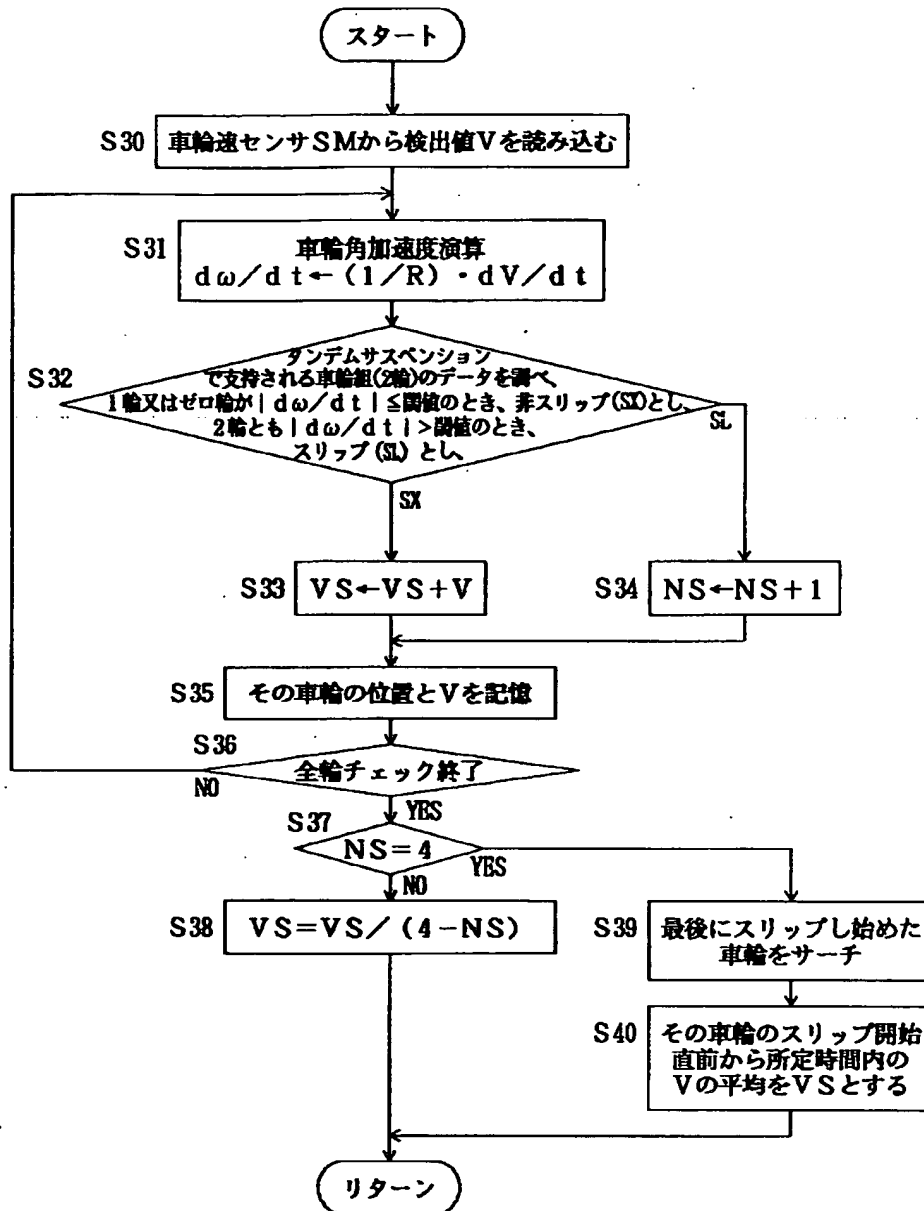 スタート
S30 車輪速センサSMから検出値Vを読み込む
S31 車輪角加速度演算
dω/dt←(1/R)・dV/dt
S32
タンデムサスペンション
で支持される車輪組(2輪)のデータを調べ、
1輪又はゼロ輪が|dω/dt|≤閾値のとき、非スリップ(SX)とし、
2輪とも|dω/dt|>閾値のとき、
スリップ(SL)とし、
SL
SX
S33 VS←VS+V
S34 NS←NS+1
S35 その車輪の位置とVを記憶
S36
全輪チェック終了
NO
YES
S37
NS=4
YES
NO
S38 VS=VS/(4-NS)
S39 最後にスリップし始めた
車輪をサーチ
S40 その車輪のスリップ開始
直前から所定時間内の
Vの平均をVSとする
リターン